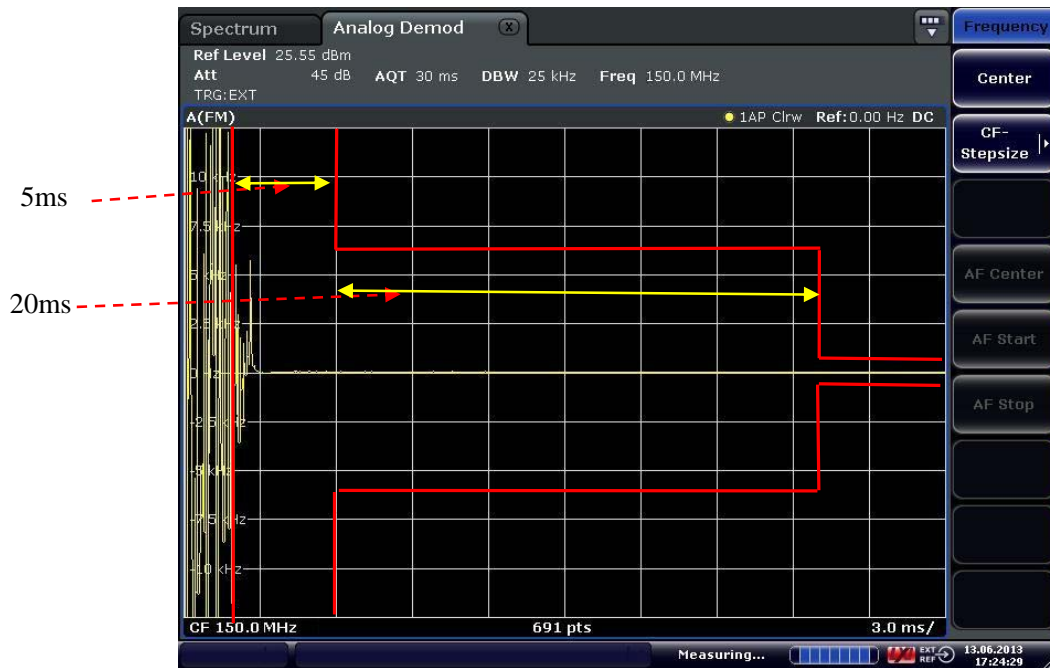 Spectrum
Analog Demod
Frequency
Ref Level 25.55 dBm
Att 45 dB AQT 30 ms DBW 25 kHz Freq 150.0 MHz
TRG:EXT
Center
A(FM)
1AP Clrw Ref:0.00 Hz DC
CF-
Stepsize
10 kHz
5ms
7.5 kHz
5 kHz
AF Center
20ms
2.5 kHz
AF Start
0 Hz
AF Stop
-2.5 kHz
-5 kHz
-7.5 kHz
-10 kHz
CF 150.0 MHz 691 pts 3.0 ms/
Measuring...
EXT
REF
13.06.2013
17:24:29